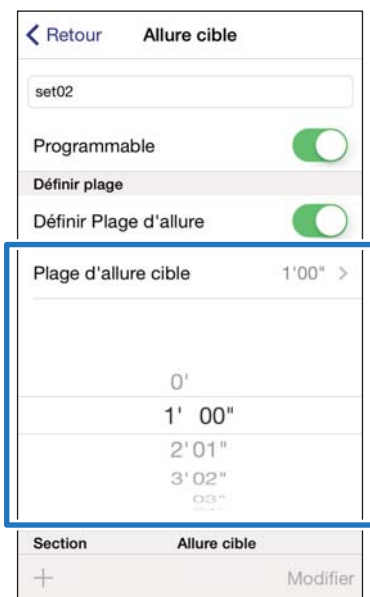 Retour Allure cible
set02
Programmable
Définir plage
Définir Plage d'allure
Plage d'allure cible 1'00" >
0'
1' 00"
2' 01"
3' 02"
03"
Section Allure cible
+ Modifier